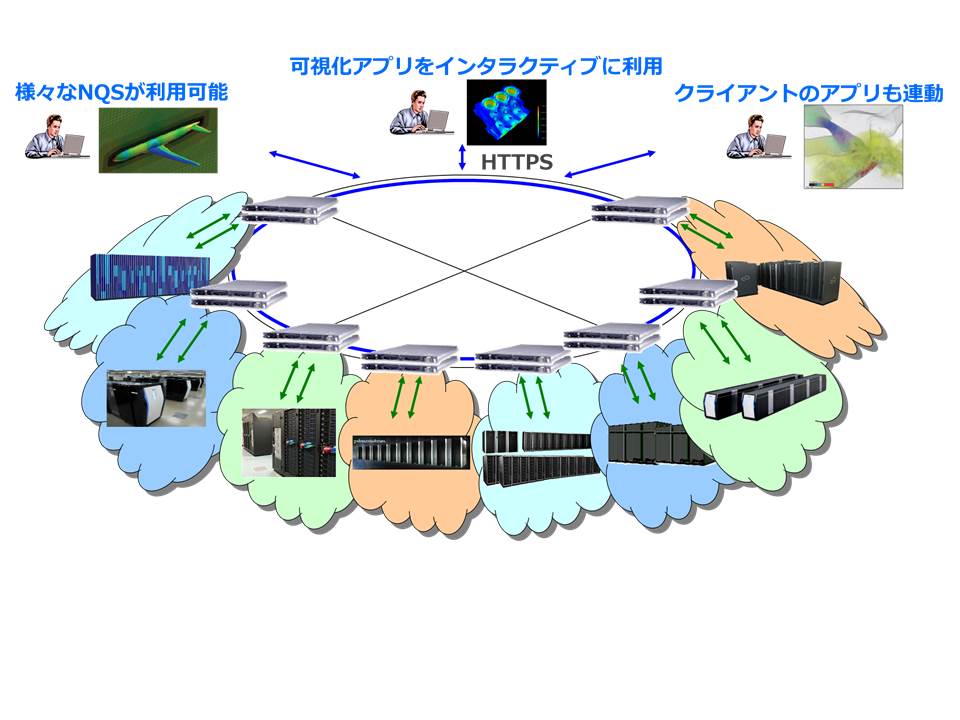 可視化アプリをインタラクティブに利用
様々なNQSが利用可能
クライアントのアプリも連動
HTTPS